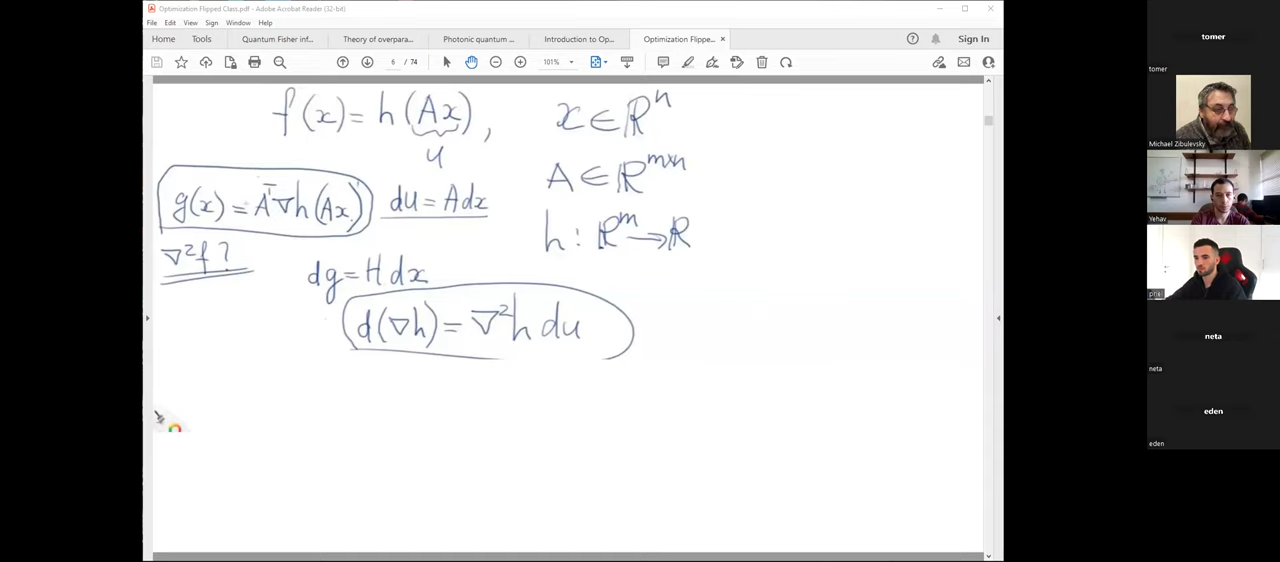 Optimization Flipped Class.pdf - Adobe Acrobat Reader (32-bit)
File Edit View Sign Window Help
Home Tools Quantum Fisher inf... Theory of overpara... Photonic quantum ... Introduction to Op... Optimization Flippe... × Sign In
6 / 74 101%
f(x) = h(Ax), x ∈ ℝⁿ
u
A ∈ ℝᵐˣⁿ
g(x) = Aᵀ∇h(Ax) du = Adx
h : ℝᵐ → ℝ
∇²f ?
dg = H dx
d(∇h) = ∇²h du
tomer
tomer
Michael Zibulevsky
Yehav
priel
neta
neta
eden
eden